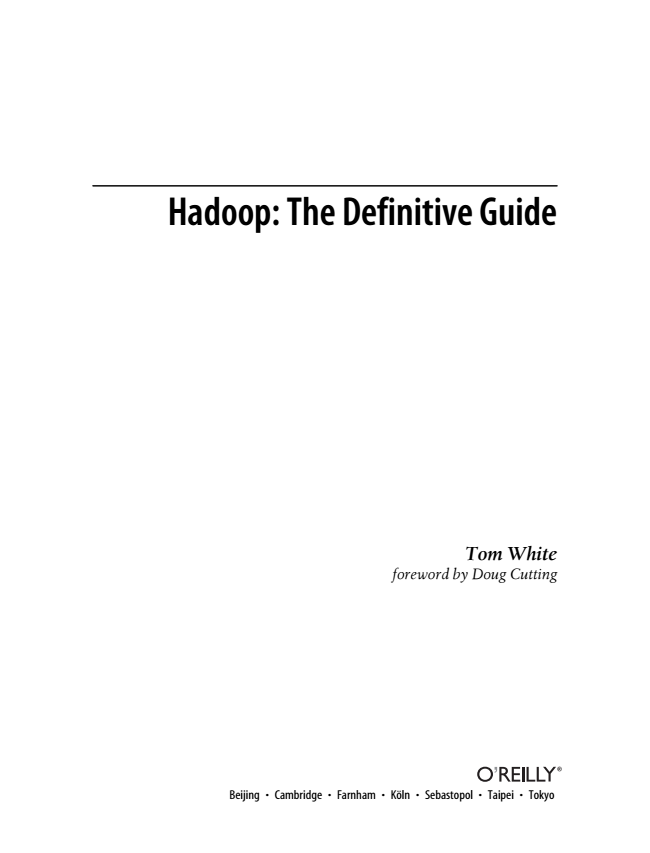 Hadoop: The Definitive Guide
Tom White
foreword by Doug Cutting
O'REILLY®
Beijing • Cambridge • Farnham • Köln • Sebastopol • Taipei • Tokyo